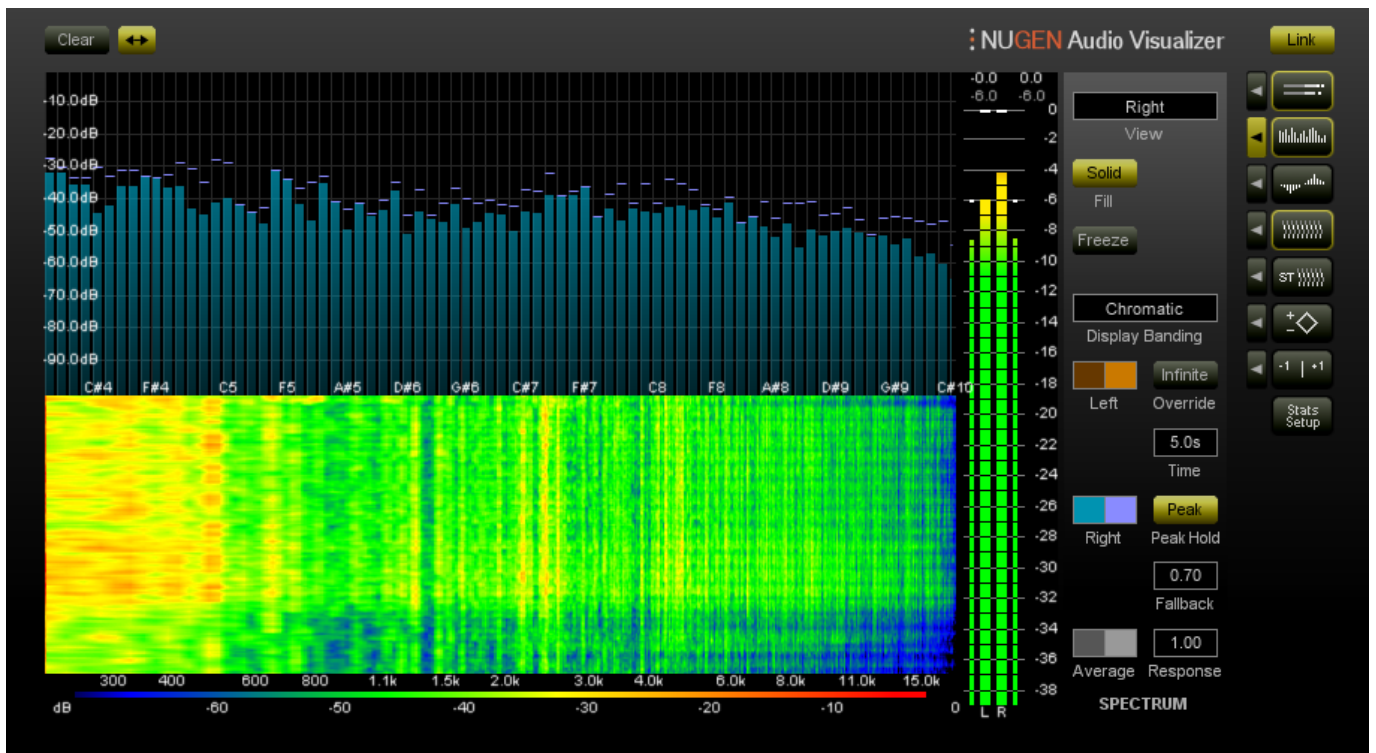 Clear
NUGEN Audio Visualizer
Link
-0.0 0.0
-6.0 -6.0
-10.0dB
-20.0dB
-30.0dB
-40.0dB
-50.0dB
-60.0dB
-70.0dB
-80.0dB
-90.0dB
C#4 F#4 C5 F5 A#5 D#6 G#6 C#7 F#7 C8 F8 A#8 D#9 G#9 C#10
0
-2
-4
-6
-8
-10
-12
-14
-16
-18
-20
-22
-24
-26
-28
-30
-32
-34
-36
-38
L R
300 400 600 800 1.1k 1.5k 2.0k 3.0k 4.0k 6.0k 8.0k 11.0k 15.0k
dB -60 -50 -40 -30 -20 -10 0
Right
View
Solid
Fill
Freeze
Chromatic
Display Banding
Infinite
Left Override
5.0s
Time
Peak
Right Peak Hold
0.70
Fallback
1.00
Average Response
SPECTRUM
ST
+
-
-1 | +1
Stats
Setup